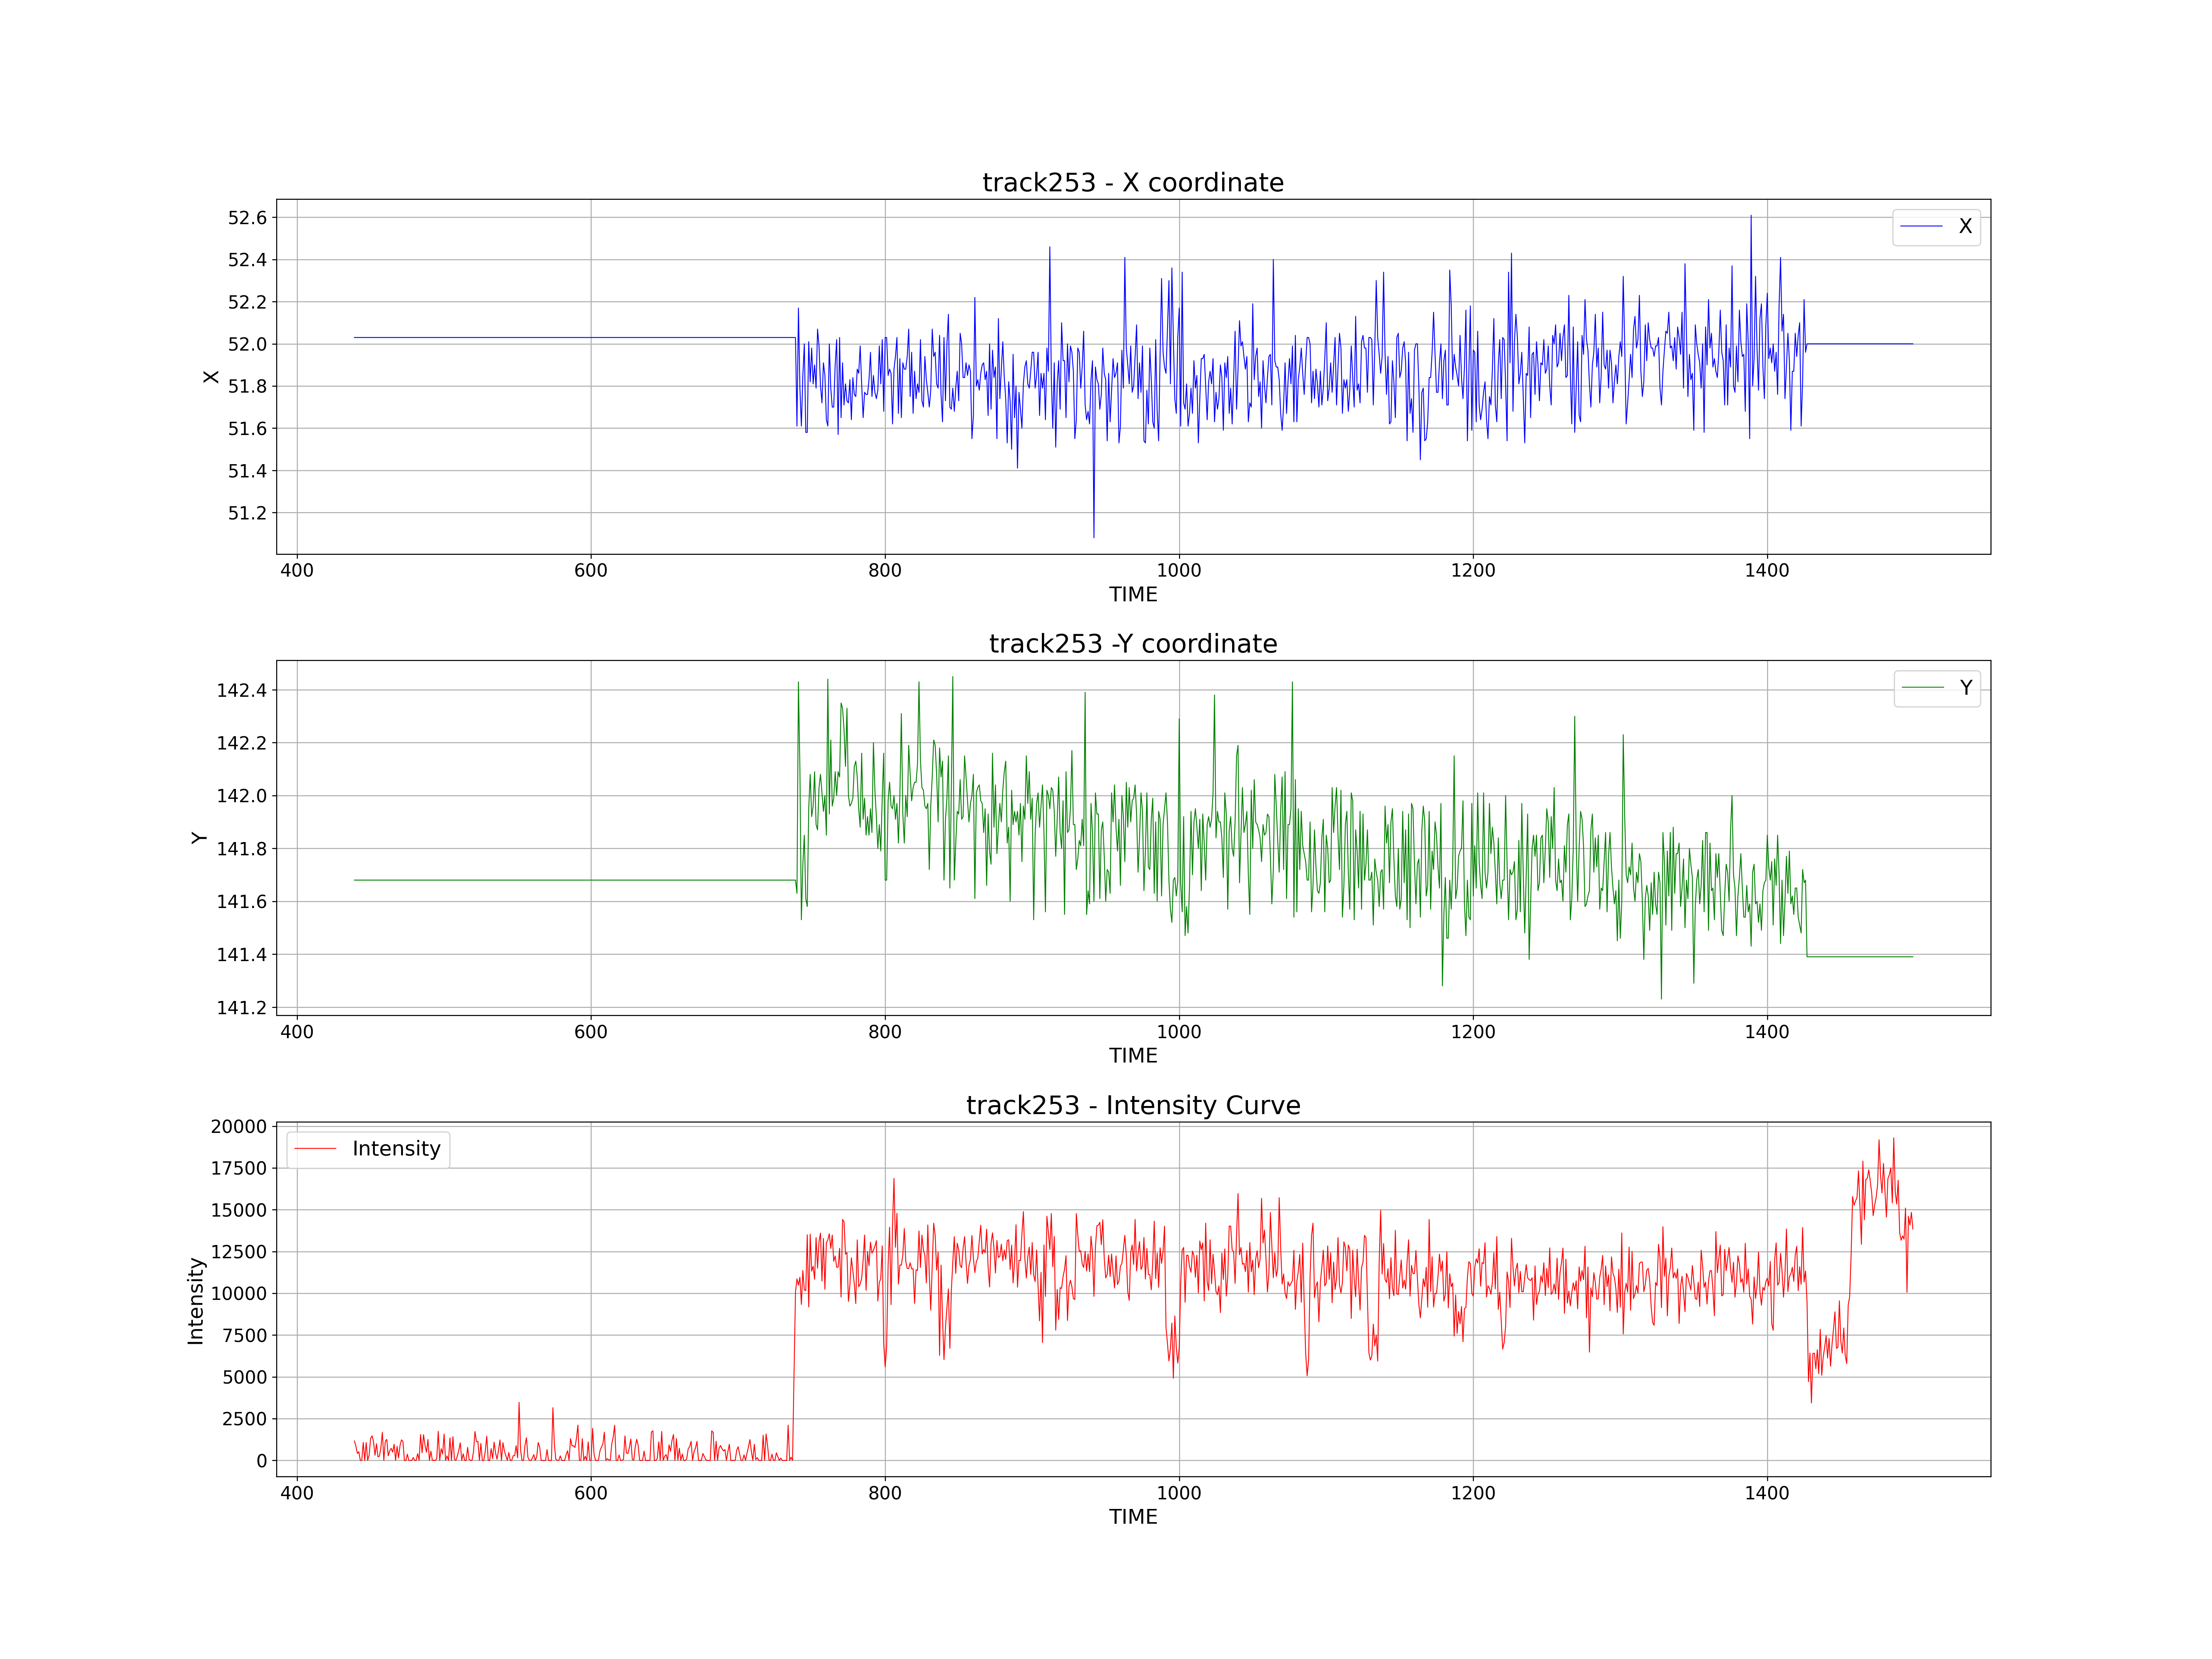 track253 - X coordinate
X
52.6
52.4
52.2
52.0
51.8
51.6
51.4
51.2
X
400 600 800 1000 1200 1400
TIME
track253 -Y coordinate
Y
142.4
142.2
142.0
141.8
141.6
141.4
141.2
Y
400 600 800 1000 1200 1400
TIME
track253 - Intensity Curve
Intensity
20000
17500
15000
12500
10000
7500
5000
2500
0
Intensity
400 600 800 1000 1200 1400
TIME